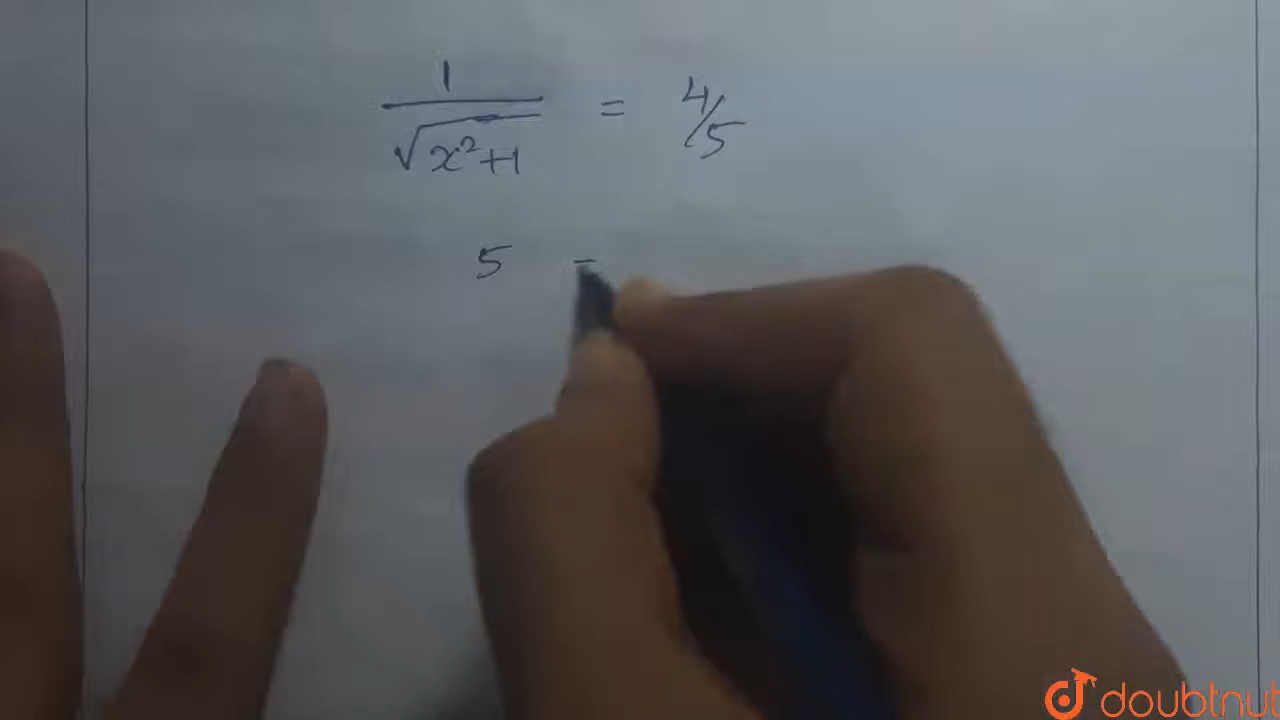 1/√(x²+1) = 4/5
5 =
doubtnut